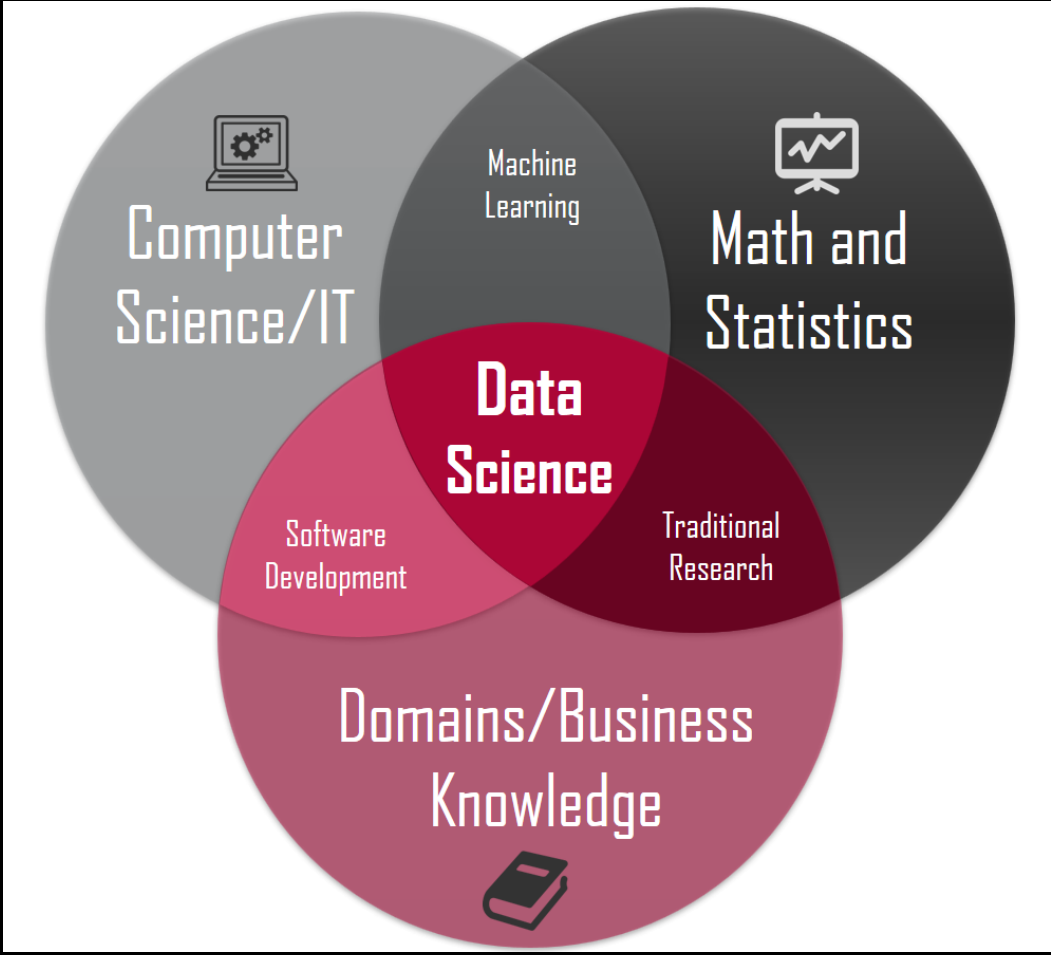 Machine
Learning
Computer
Science/IT
Math and
Statistics
Data
Science
Software
Development
Traditional
Research
Domains/Business
Knowledge